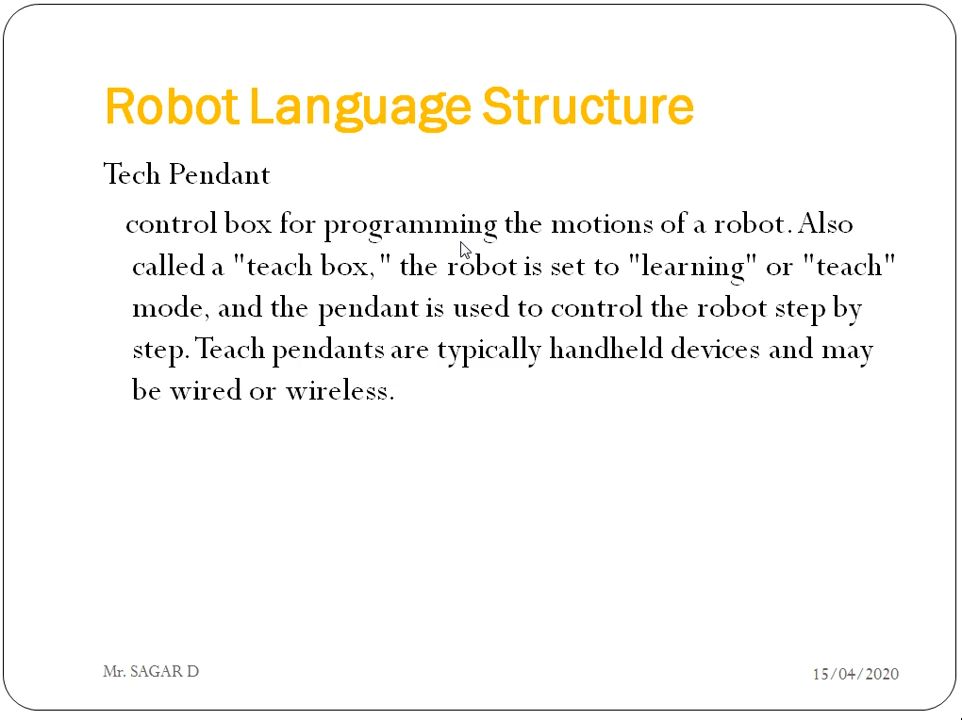 Robot Language Structure
Tech Pendant
control box for programming the motions of a robot. Also
called a "teach box," the robot is set to "learning" or "teach"
mode, and the pendant is used to control the robot step by
step. Teach pendants are typically handheld devices and may
be wired or wireless.
Mr. SAGAR D
15/04/2020